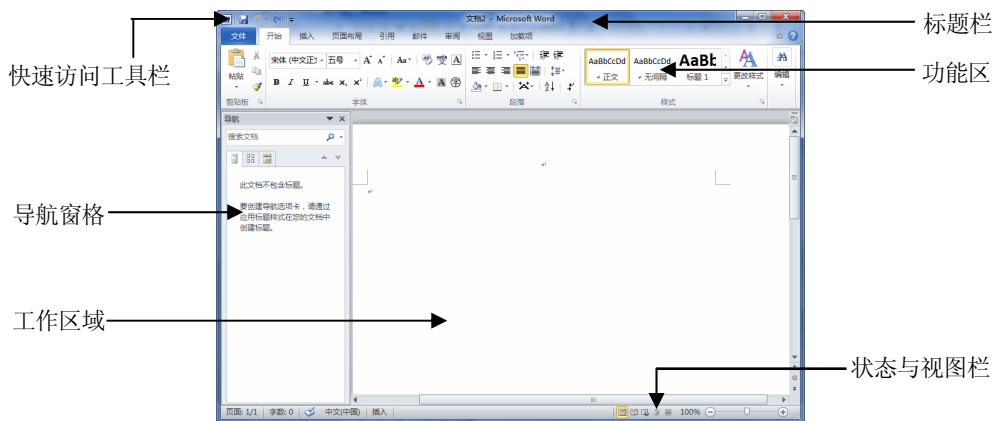 文档2 - Microsoft Word
标题栏
文件 开始 插入 页面布局 引用 邮件 审阅 视图 加载项
快速访问工具栏
功能区
宋体 (中文正文 五号 A A Aa 变 A
AaBbCcDd AaBbCcDd AaBb
粘贴
B I U abc x, x² A ab A A 字
正文 无间隔 标题 1 更改样式 编辑
剪贴板 字体 段落 样式
导航
搜索文档
此文档不包含标题。
要创建导航选项卡，请通过
应用标题样式在您的文档中
创建标题。
导航窗格
工作区域
状态与视图栏
页面: 1/1 字数: 0 中文(中国) 插入 100%